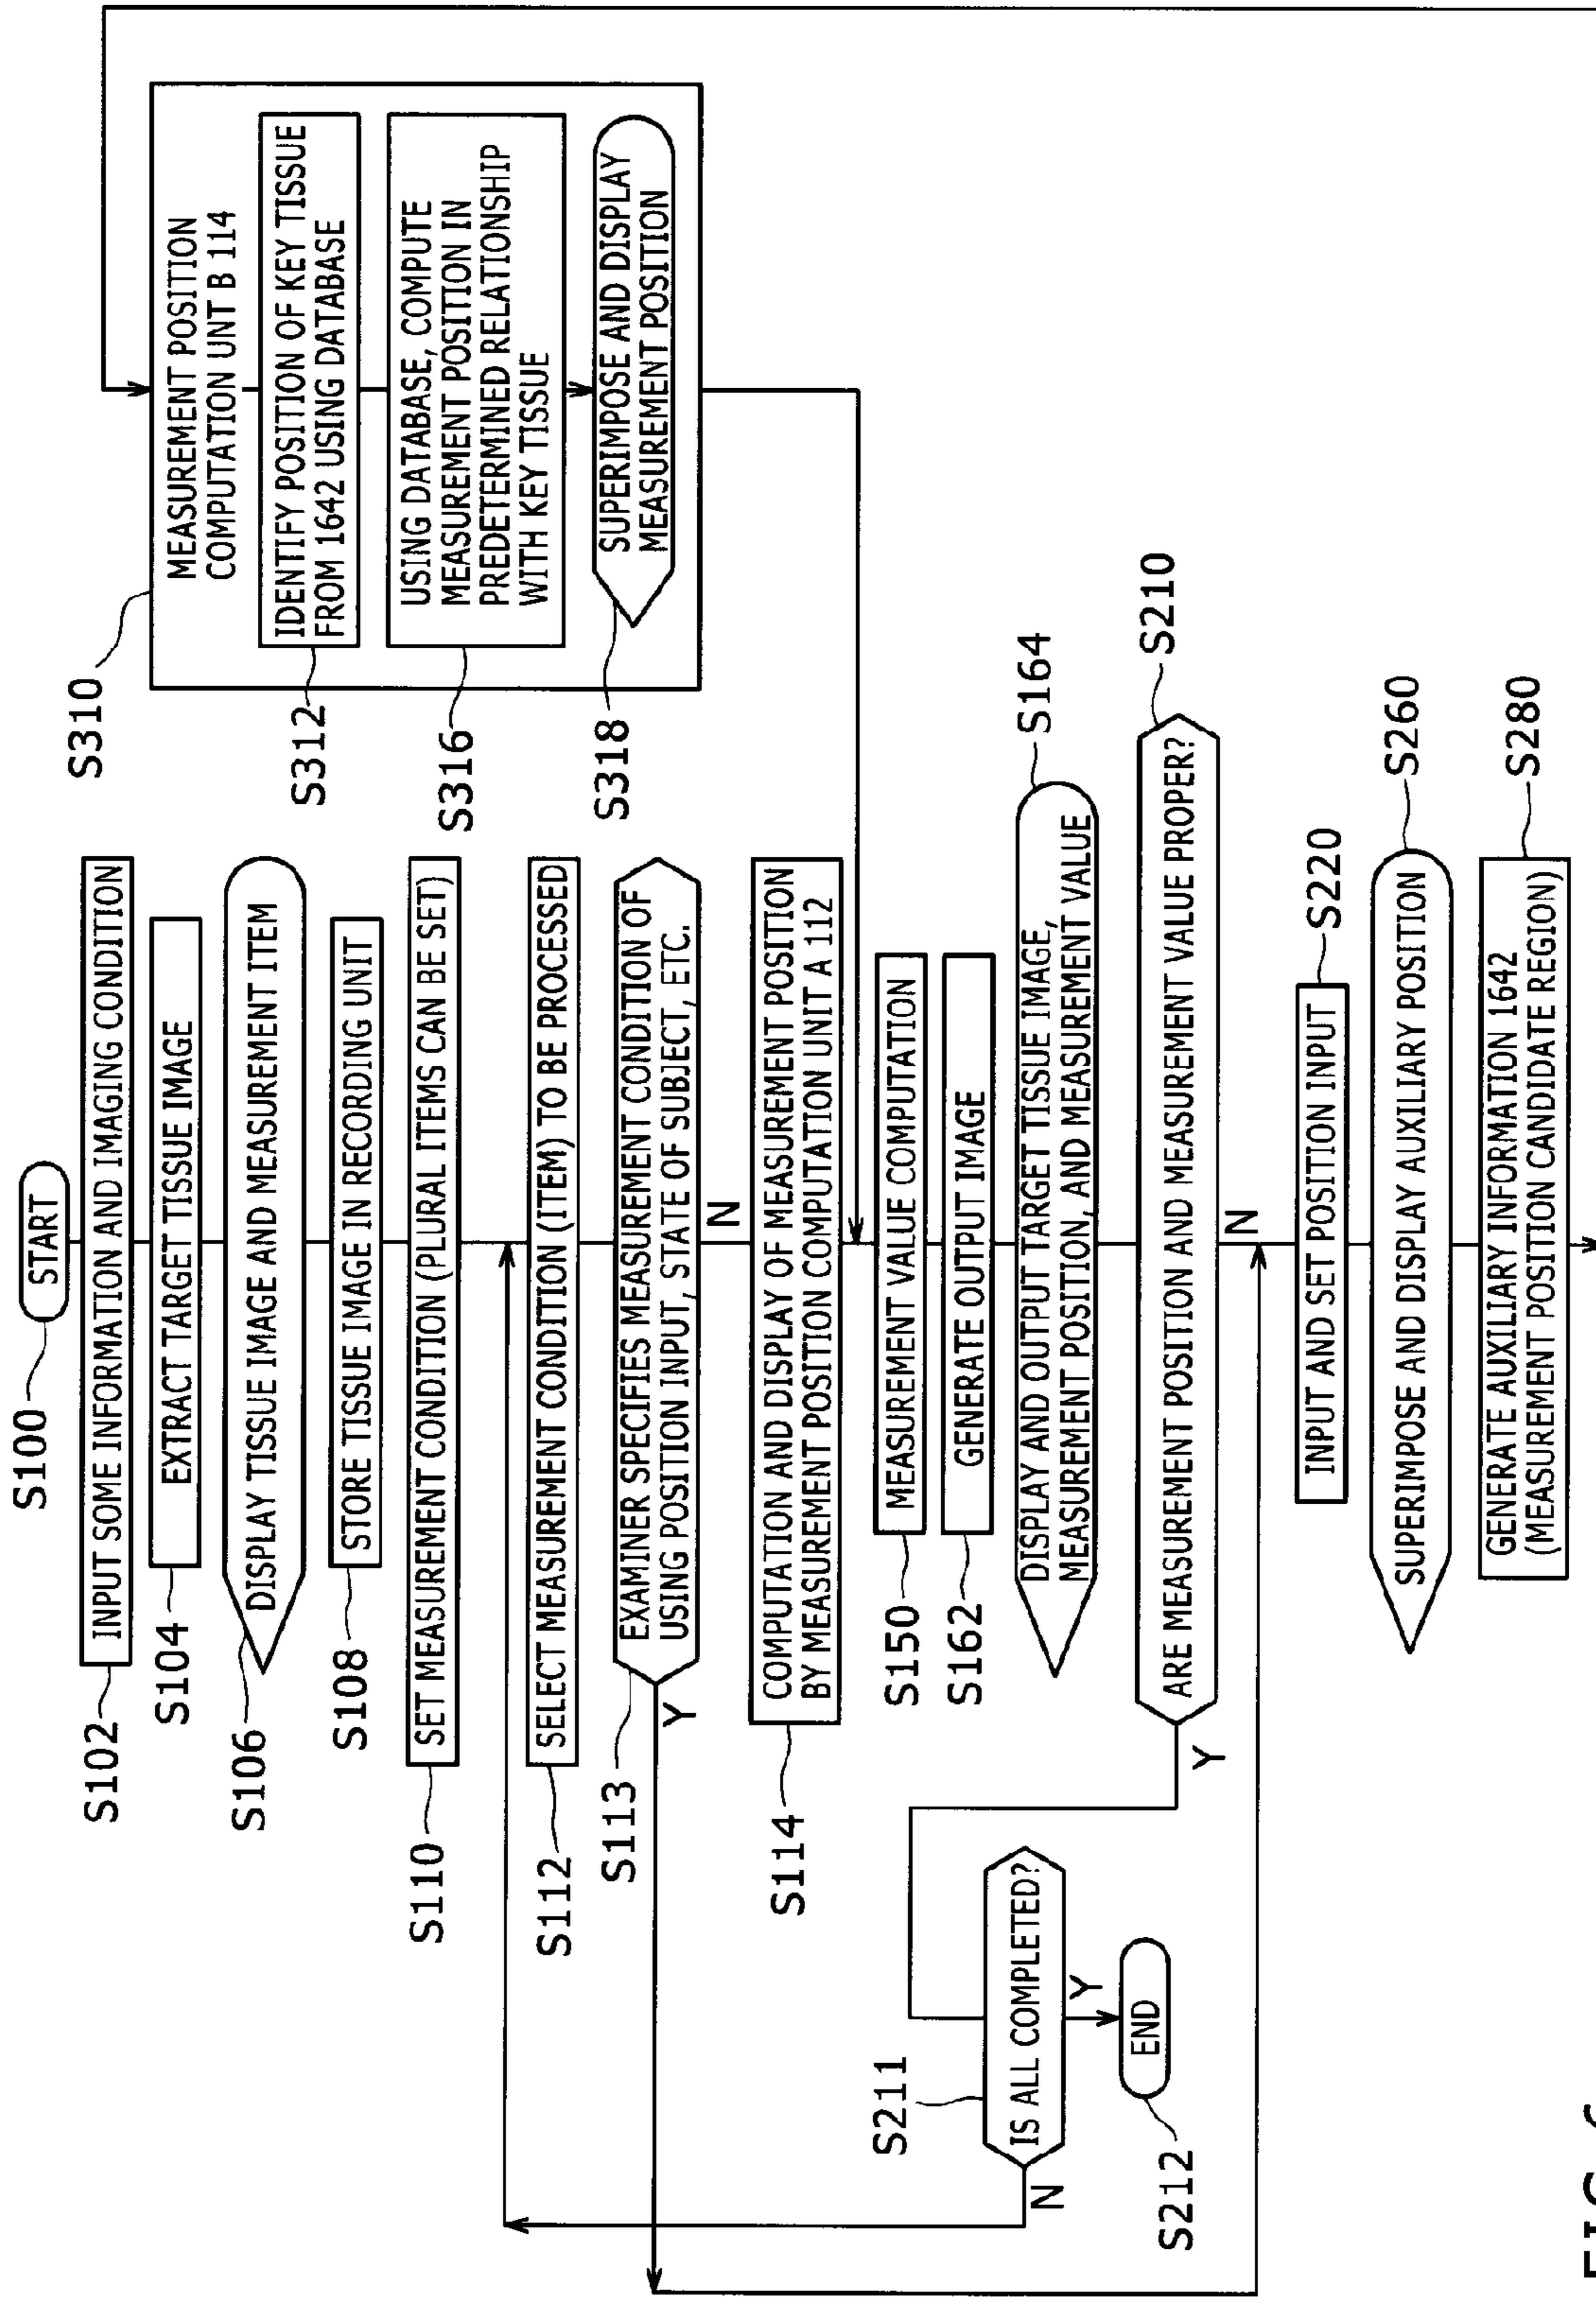 S100
START
S102
INPUT SOME INFORMATION AND IMAGING CONDITION
S104
EXTRACT TARGET TISSUE IMAGE
S106
DISPLAY TISSUE IMAGE AND MEASUREMENT ITEM
S108
STORE TISSUE IMAGE IN RECORDING UNIT
S110
SET MEASUREMENT CONDITION (PLURAL ITEMS CAN BE SET)
S112
SELECT MEASUREMENT CONDITION (ITEM) TO BE PROCESSED
S113
EXAMINER SPECIFIES MEASUREMENT CONDITION OF
USING POSITION INPUT, STATE OF SUBJECT, ETC.
Y
N
S114
COMPUTATION AND DISPLAY OF MEASUREMENT POSITION
BY MEASUREMENT POSITION COMPUTATION UNIT A 112
S150
MEASUREMENT VALUE COMPUTATION
S162
GENERATE OUTPUT IMAGE
DISPLAY AND OUTPUT TARGET TISSUE IMAGE,
MEASUREMENT POSITION, AND MEASUREMENT VALUE
S164
ARE MEASUREMENT POSITION AND MEASUREMENT VALUE PROPER?
S210
Y
N
S211
IS ALL COMPLETED?
N
Y
S212
END
INPUT AND SET POSITION INPUT
S220
SUPERIMPOSE AND DISPLAY AUXILIARY POSITION
S260
GENERATE AUXILIARY INFORMATION 1642
(MEASUREMENT POSITION CANDIDATE REGION)
S280
S310
MEASUREMENT POSITION
COMPUTATION UNT B 114
S312
IDENTIFY POSITION OF KEY TISSUE
FROM 1642 USING DATABASE
S316
USING DATABASE, COMPUTE
MEASUREMENT POSITION IN
PREDETERMINED RELATIONSHIP
WITH KEY TISSUE
S318
SUPERIMPOSE AND DISPLAY
MEASUREMENT POSITION